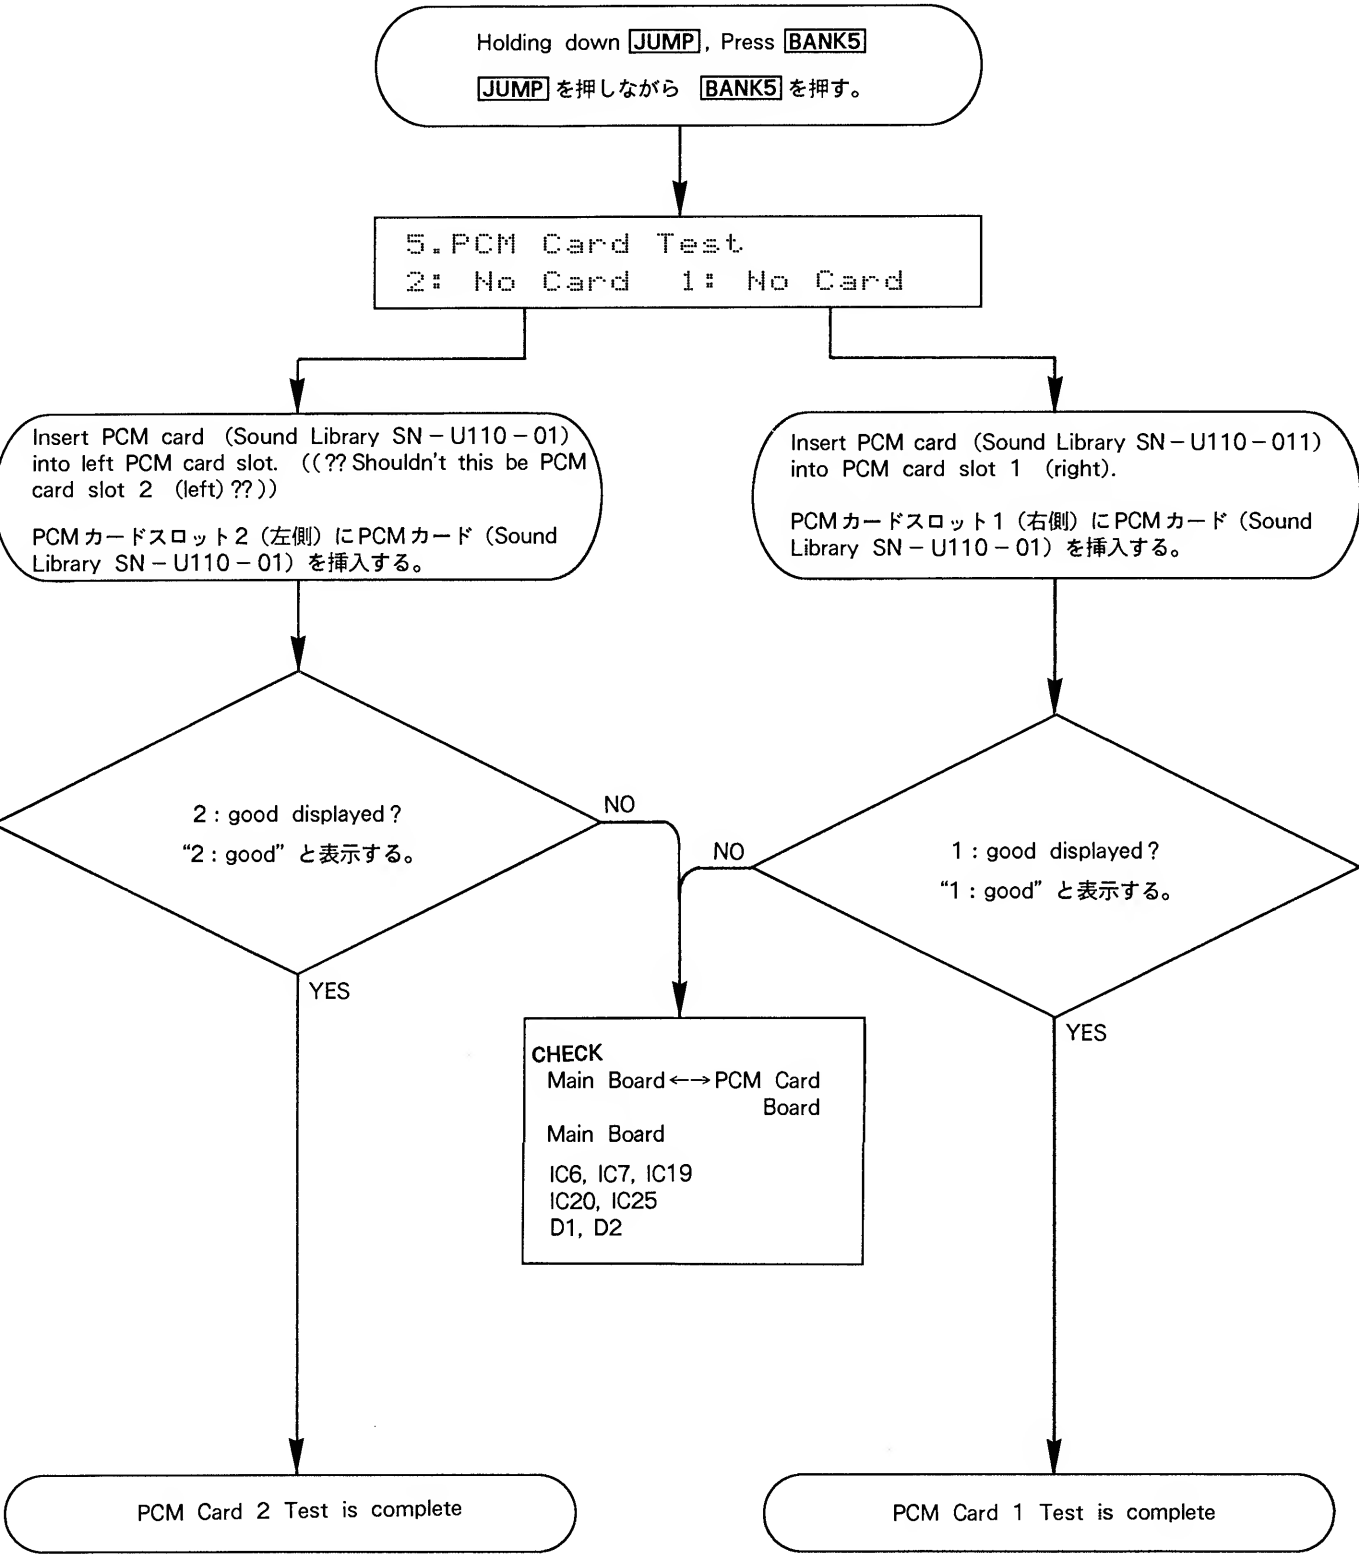 Holding down JUMP, Press BANK5
JUMP を押しながら BANK5 を押す。
5.PCM Card Test
2: No Card 1: No Card
Insert PCM card (Sound Library SN-U110-01)
into left PCM card slot. ((??Shouldn't this be PCM
card slot 2 (left)??))
PCMカードスロット2(左側)にPCMカード(Sound
Library SN-U110-01)を挿入する。
Insert PCM card (Sound Library SN-U110-011)
into PCM card slot 1 (right).
PCMカードスロット1(右側)にPCMカード(Sound
Library SN-U110-01)を挿入する。
2:good displayed?
“2:good” と表示する。
NO
YES
1:good displayed?
“1:good” と表示する。
NO
YES
CHECK
Main Board←→PCM Card
Board
Main Board
IC6, IC7, IC19
IC20, IC25
D1, D2
PCM Card 2 Test is complete
PCM Card 1 Test is complete